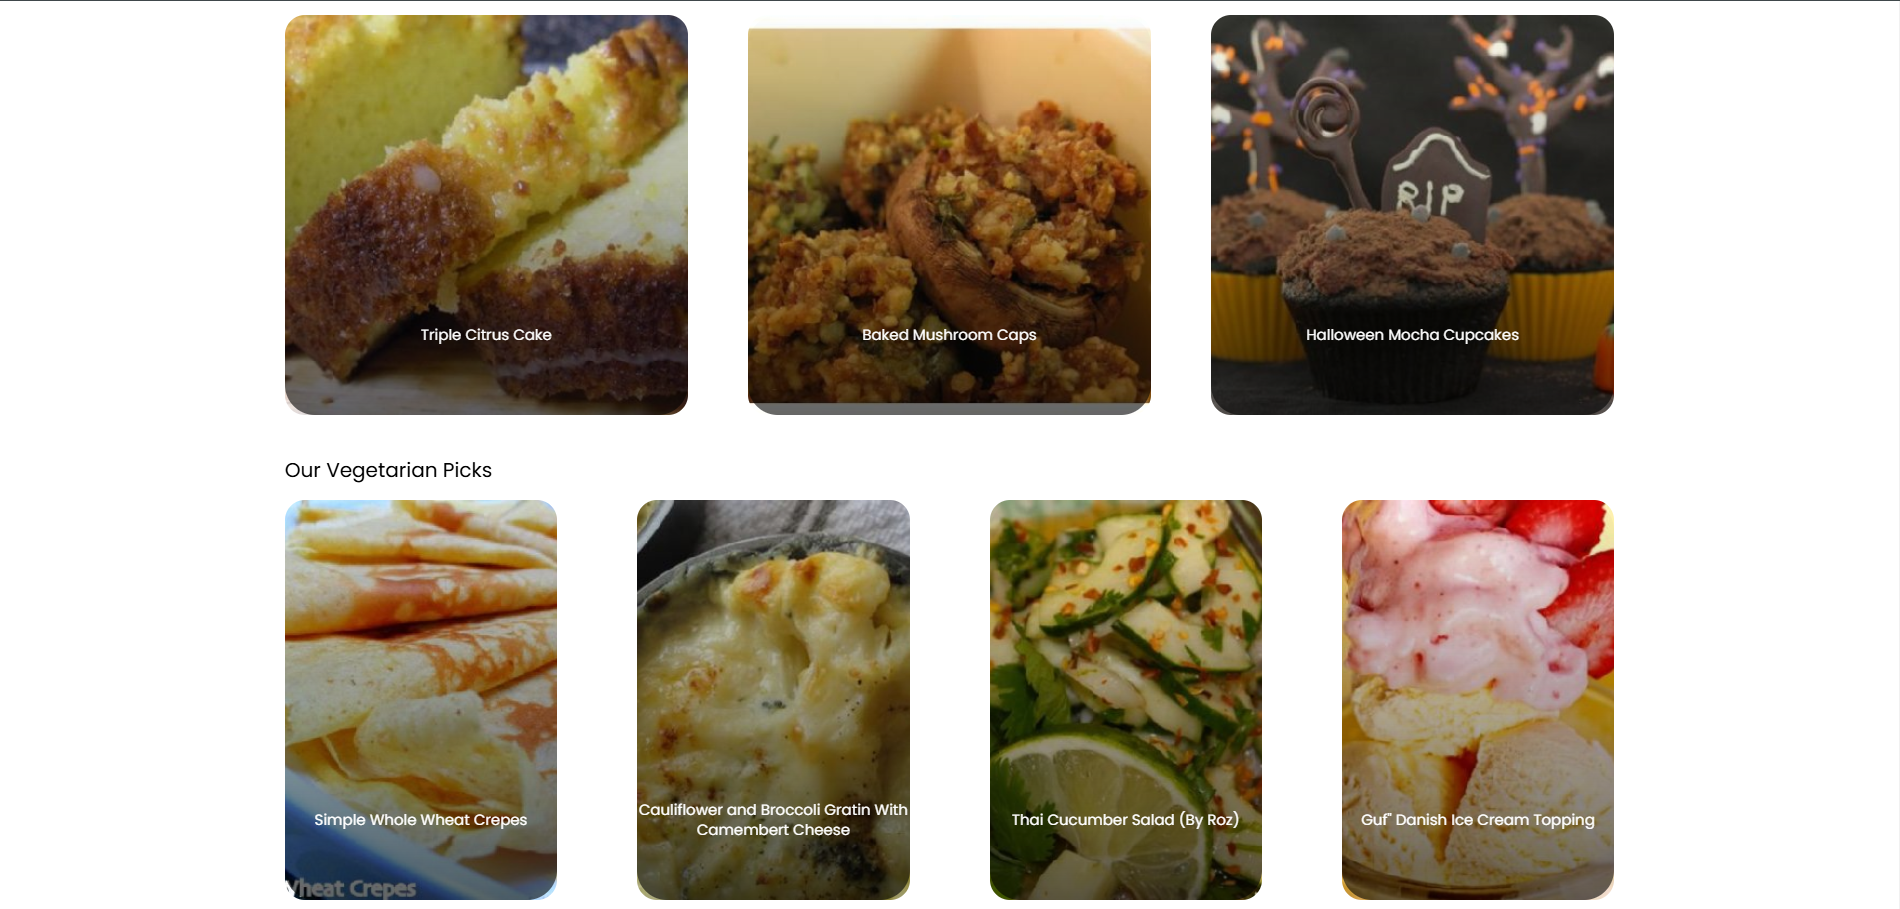 RIP
Triple Citrus Cake
Baked Mushroom Caps
Halloween Mocha Cupcakes
Our Vegetarian Picks
Simple Whole Wheat Crepes
Cauliflower and Broccoli Gratin With
Camembert Cheese
Thai Cucumber Salad (By Roz)
Guf" Danish Ice Cream Topping
Wheat Crepes